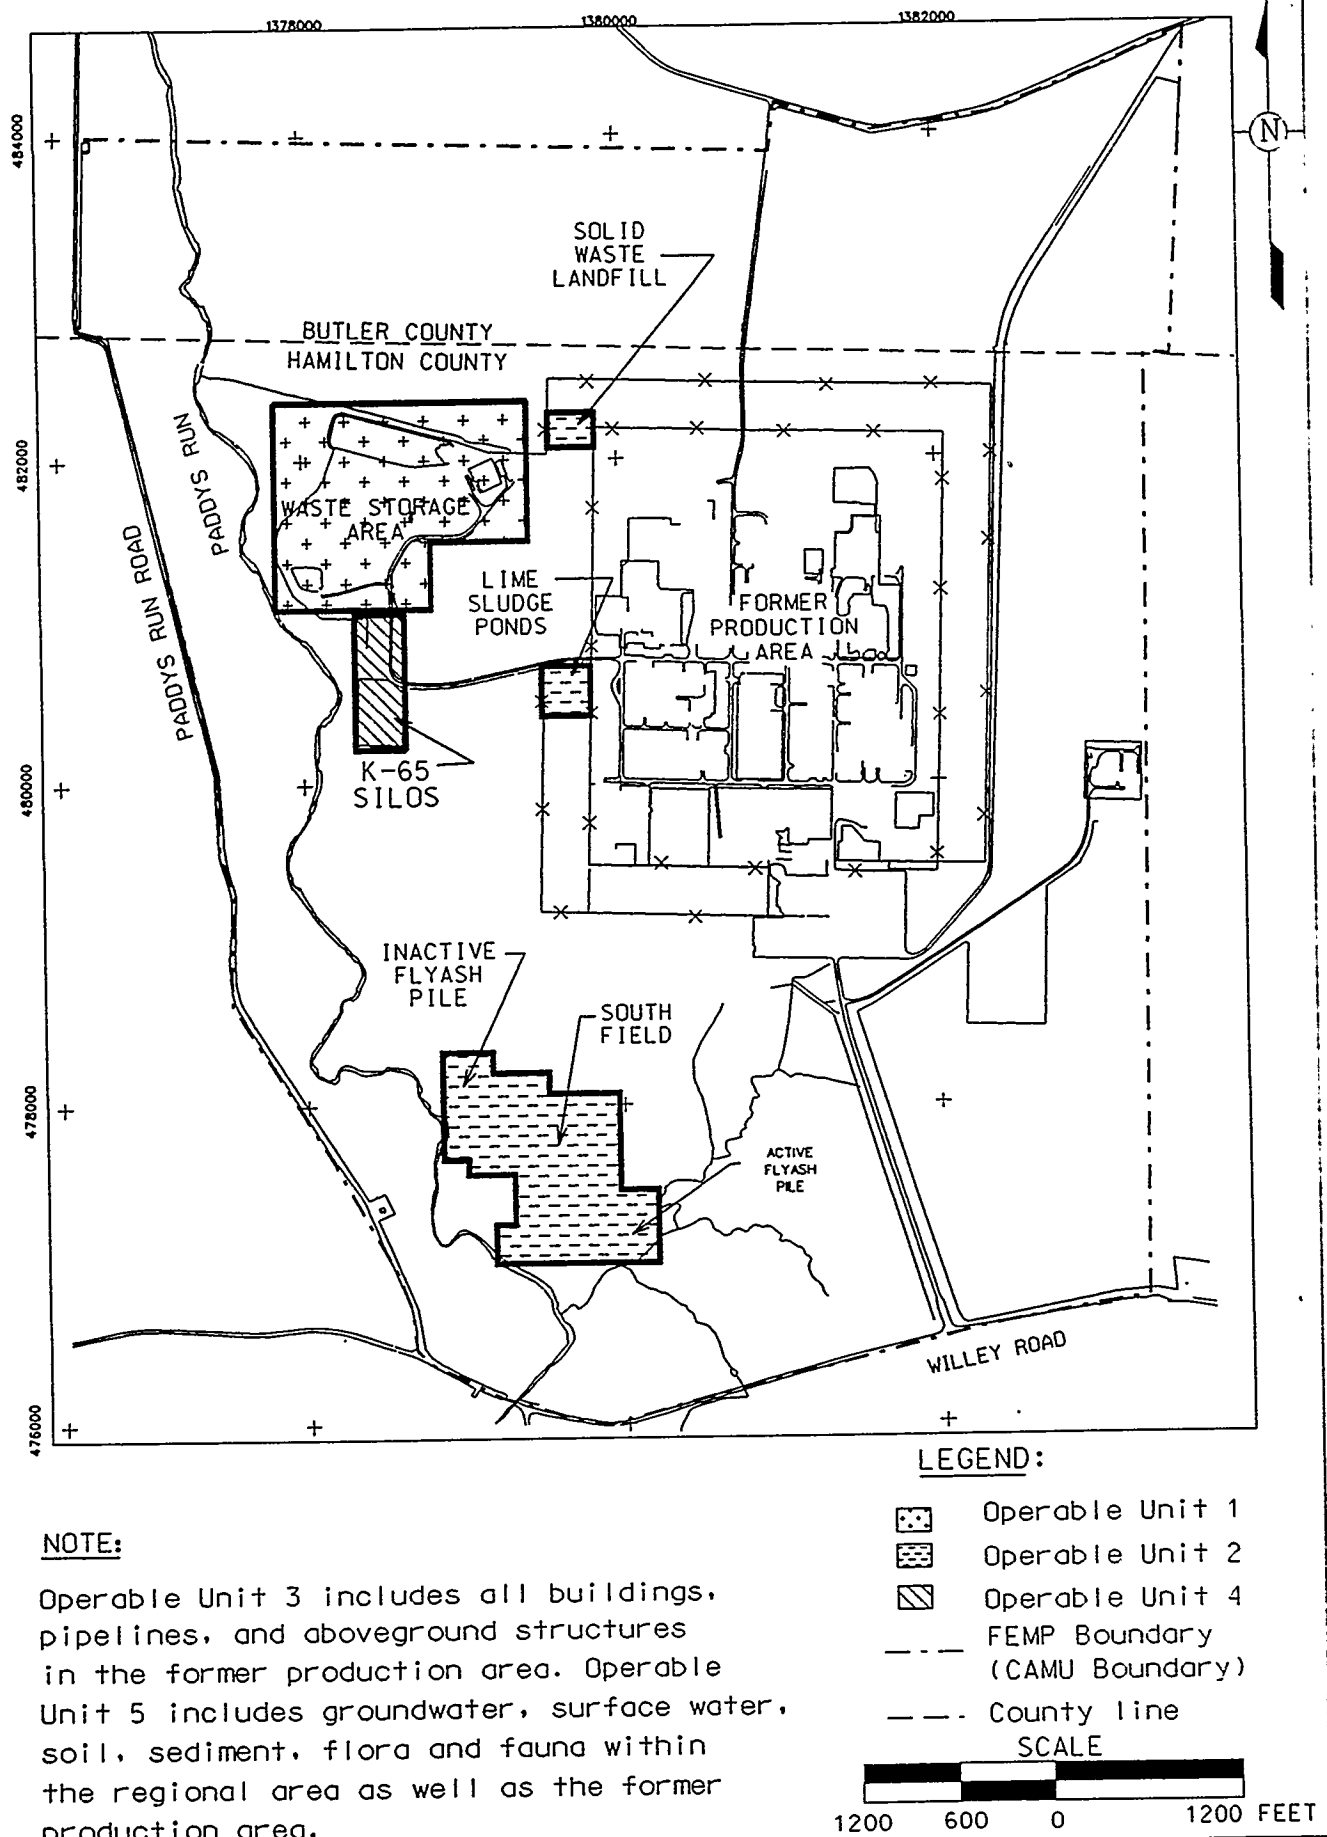 1378000
1380000
1382000
N
484000
482000
480000
478000
476000
SOLID
WASTE
LANDFILL
BUTLER COUNTY
HAMILTON COUNTY
PADDYS RUN
PADDYS RUN ROAD
WASTE STORAGE
AREA
LIME
SLUDGE
PONDS
FORMER
PRODUCTION
AREA
K-65
SILOS
INACTIVE
FLYASH
PILE
SOUTH
FIELD
ACTIVE
FLYASH
PILE
WILLEY ROAD
LEGEND:
Operable Unit 1
Operable Unit 2
Operable Unit 4
FEMP Boundary
(CAMU Boundary)
County line
SCALE
1200 600 0 1200 FEET
NOTE:
Operable Unit 3 includes all buildings,
pipelines, and aboveground structures
in the former production area. Operable
Unit 5 includes groundwater, surface water,
soil, sediment, flora and fauna within
the regional area as well as the former
production area.